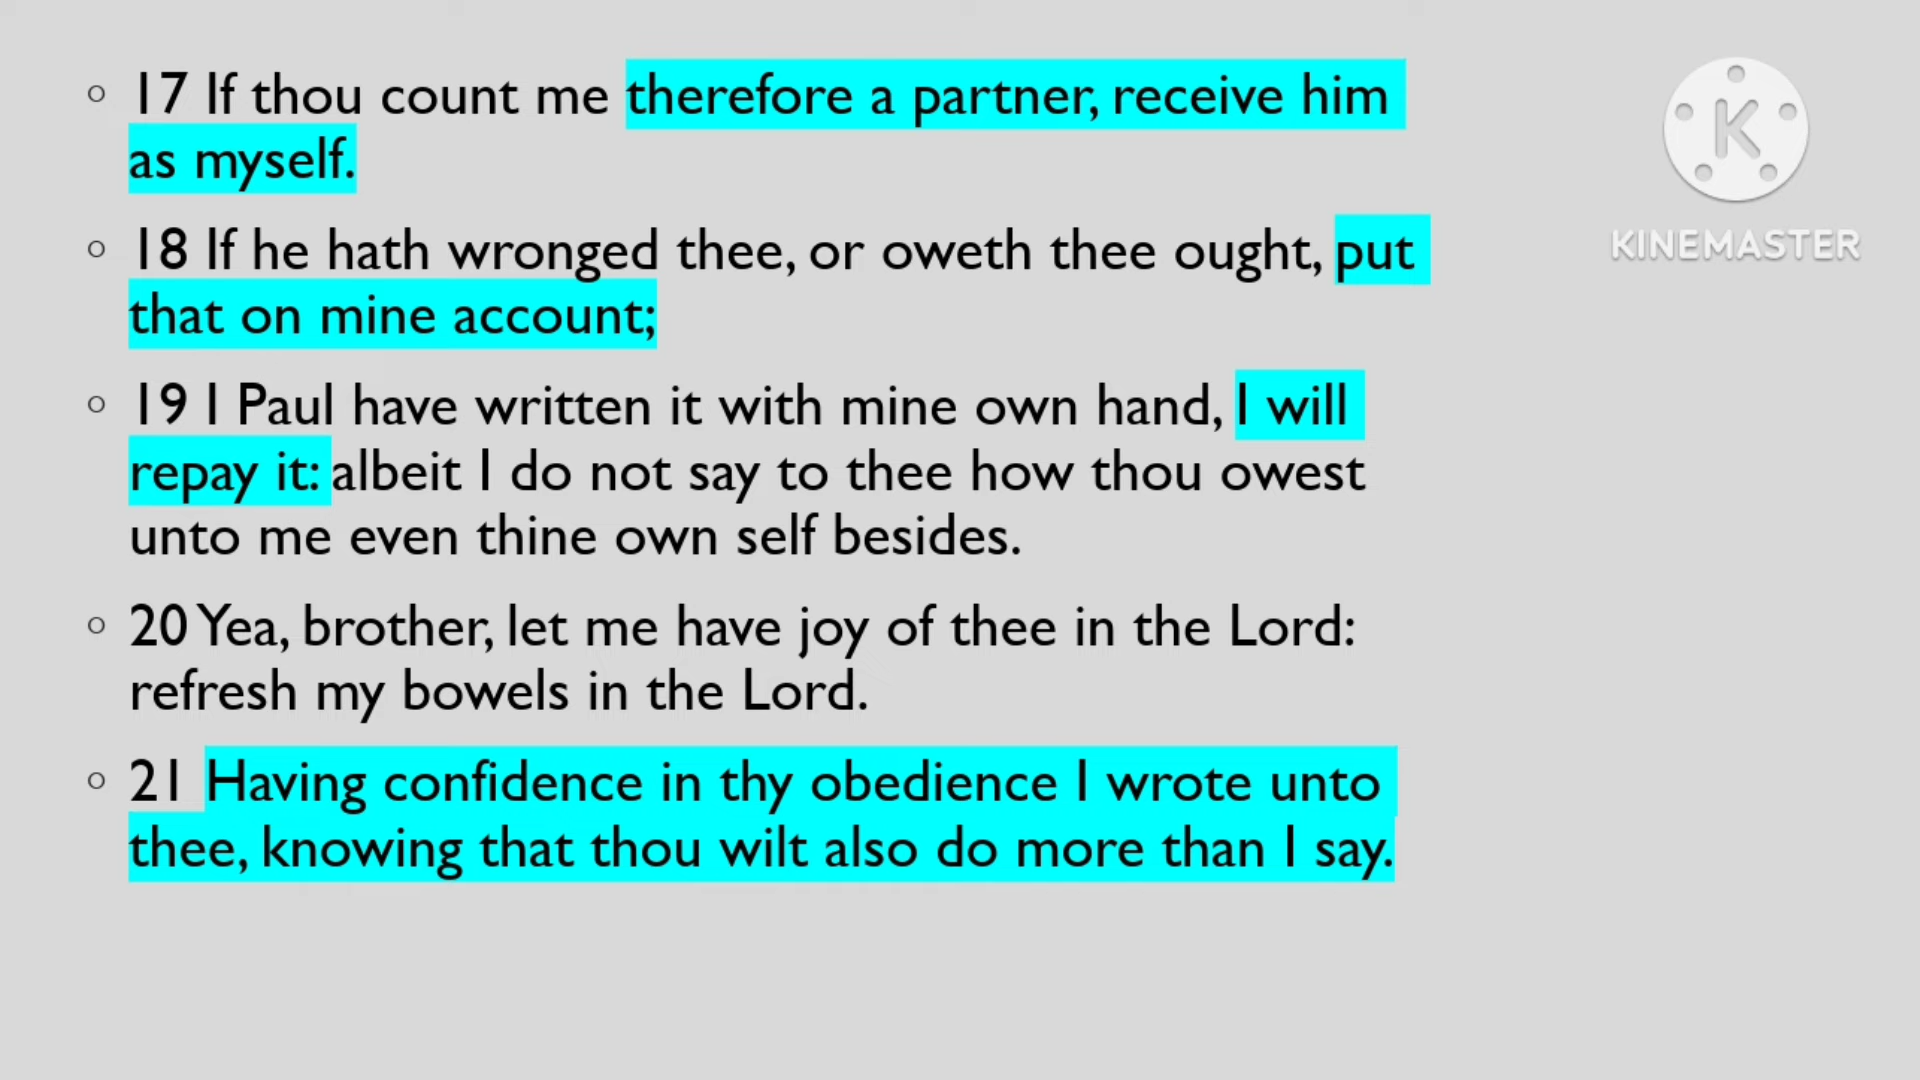 17 If thou count me therefore a partner, receive him
as myself.
18 If he hath wronged thee, or oweth thee ought, put
that on mine account;
19 I Paul have written it with mine own hand, I will
repay it: albeit I do not say to thee how thou owest
unto me even thine own self besides.
20 Yea, brother, let me have joy of thee in the Lord:
refresh my bowels in the Lord.
21 Having confidence in thy obedience I wrote unto
thee, knowing that thou wilt also do more than I say.
K
KINEMASTER